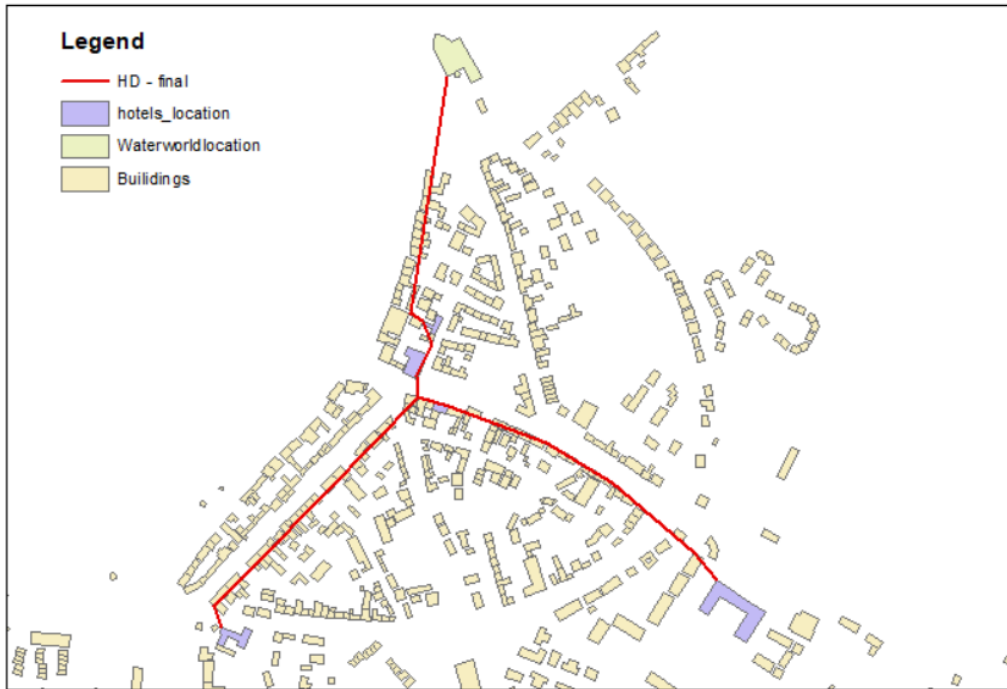 Legend
HD - final
hotels_location
Waterworldlocation
Builidings